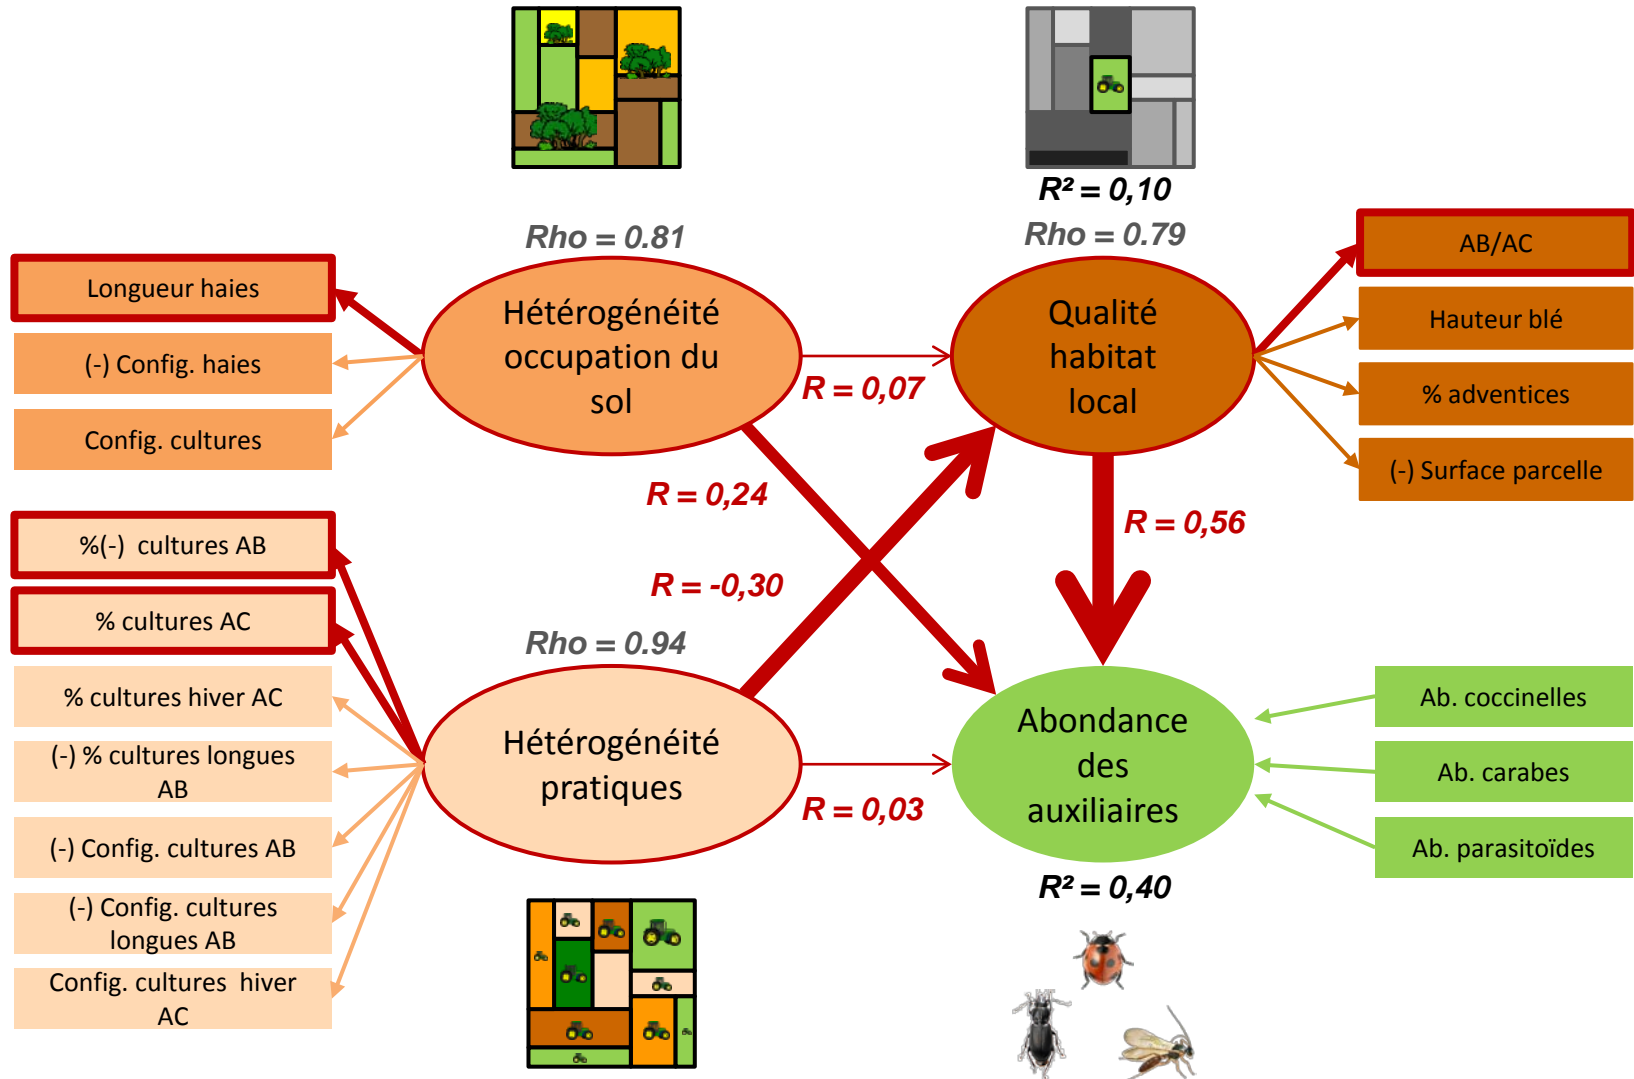 R² = 0,10
Rho = 0.81
Rho = 0.79
Longueur haies
(-) Config. haies
Config. cultures
Hétérogénéité
occupation du
sol
R = 0,07
Qualité
habitat
local
AB/AC
Hauteur blé
% adventices
(-) Surface parcelle
R = 0,24
R = 0,56
R = -0,30
%(-)  cultures AB
% cultures AC
% cultures hiver AC
(-) % cultures longues
AB
(-) Config. cultures AB
(-) Config. cultures
longues AB
Config. cultures  hiver
AC
Rho = 0.94
Hétérogénéité
pratiques
R = 0,03
Abondance
des
auxiliaires
R² = 0,40
Ab. coccinelles
Ab. carabes
Ab. parasitoïdes